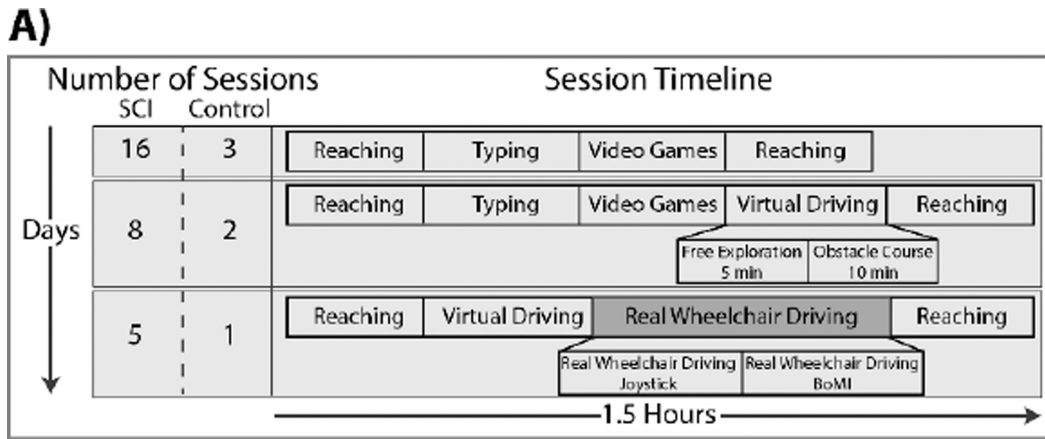 A)
Number of Sessions Session Timeline
SCI Control
16 3 Reaching Typing Video Games Reaching
Days 8 2 Reaching Typing Video Games Virtual Driving Reaching
Free Exploration Obstacle Course
5 min 10 min
5 1 Reaching Virtual Driving Real Wheelchair Driving Reaching
Real Wheelchair Driving Real Wheelchair Driving
Joystick BoMI
1.5 Hours